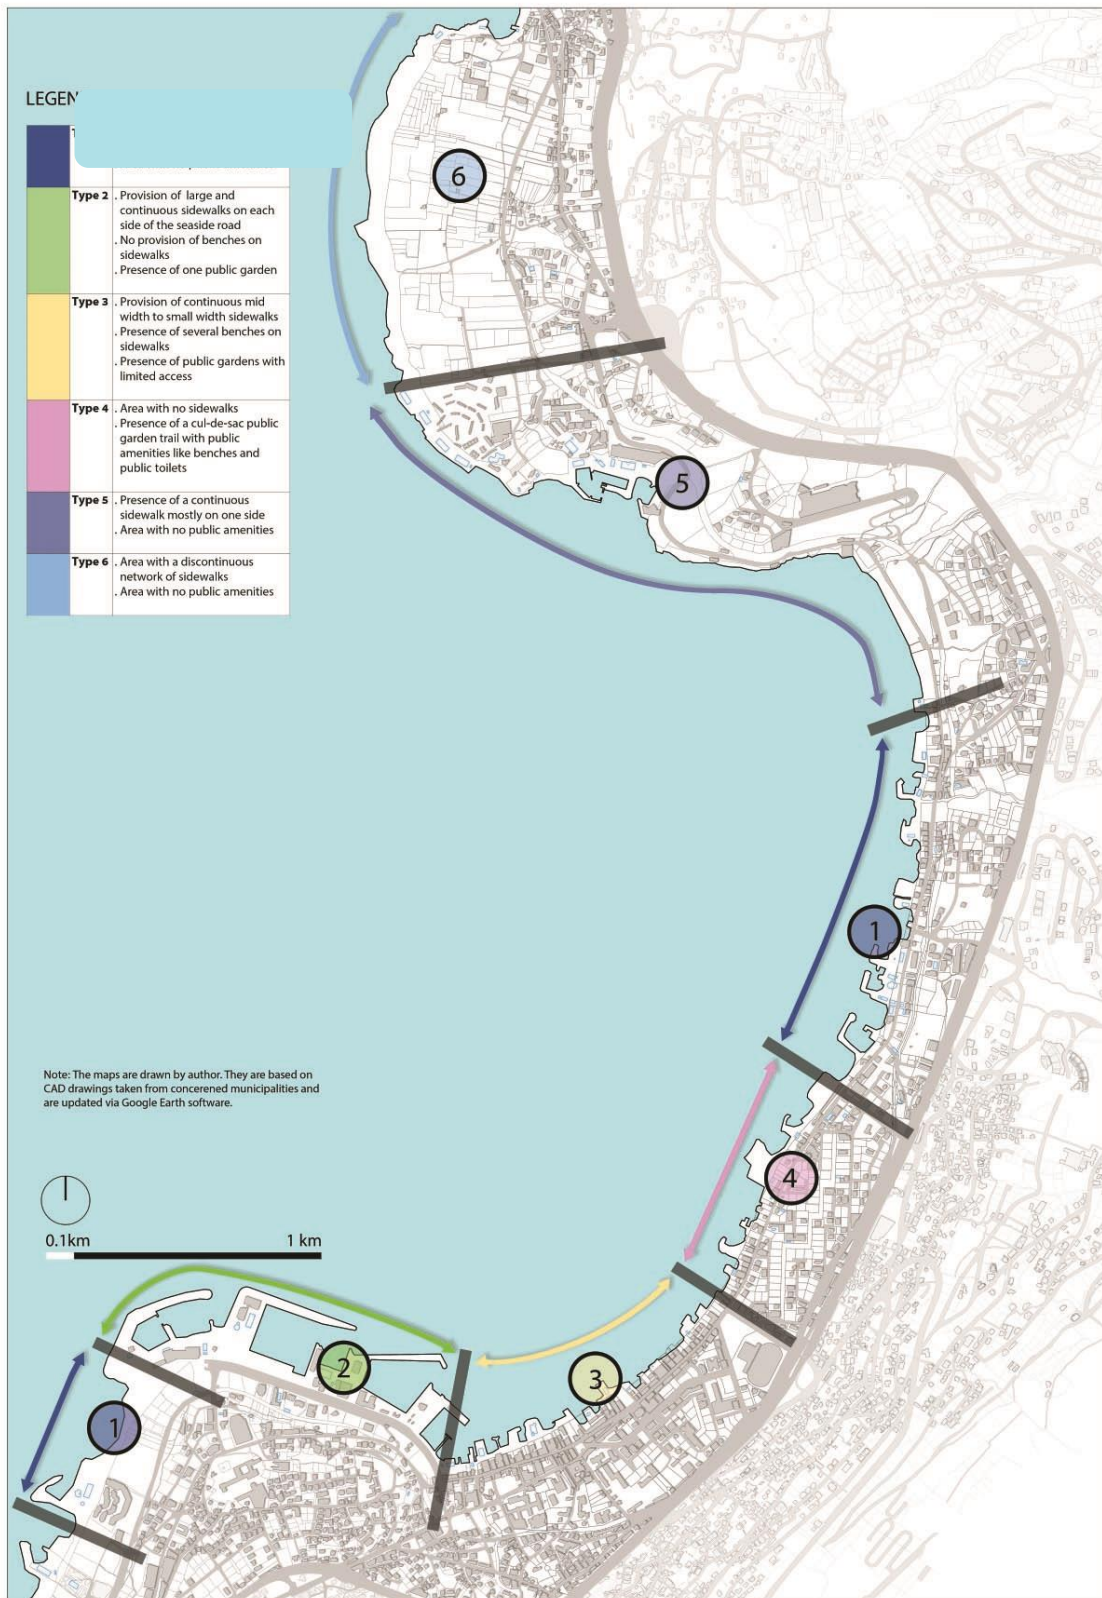 LEGEN
Type 2 . Provision of large and
continuous sidewalks on each
side of the seaside road
. No provision of benches on
sidewalks
. Presence of one public garden
Type 3 . Provision of continuous mid
width to small width sidewalks
. Presence of several benches on
sidewalks
. Presence of public gardens with
limited access
Type 4 . Area with no sidewalks
. Presence of a cul-de-sac public
garden trail with public
amenities like benches and
public toilets
Type 5 . Presence of a continuous
sidewalk mostly on one side
. Area with no public amenities
Type 6 . Area with a discontinuous
network of sidewalks
. Area with no public amenities
6
5
1
4
Note: The maps are drawn by author. They are based on
CAD drawings taken from concerened municipalities and
are updated via Google Earth software.
0.1km 1 km
2
3
1